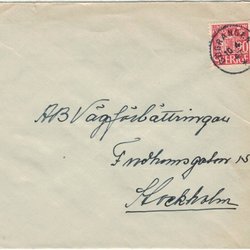 AB Vägförbättringar
Fridhemsgatan 15
Stockholm